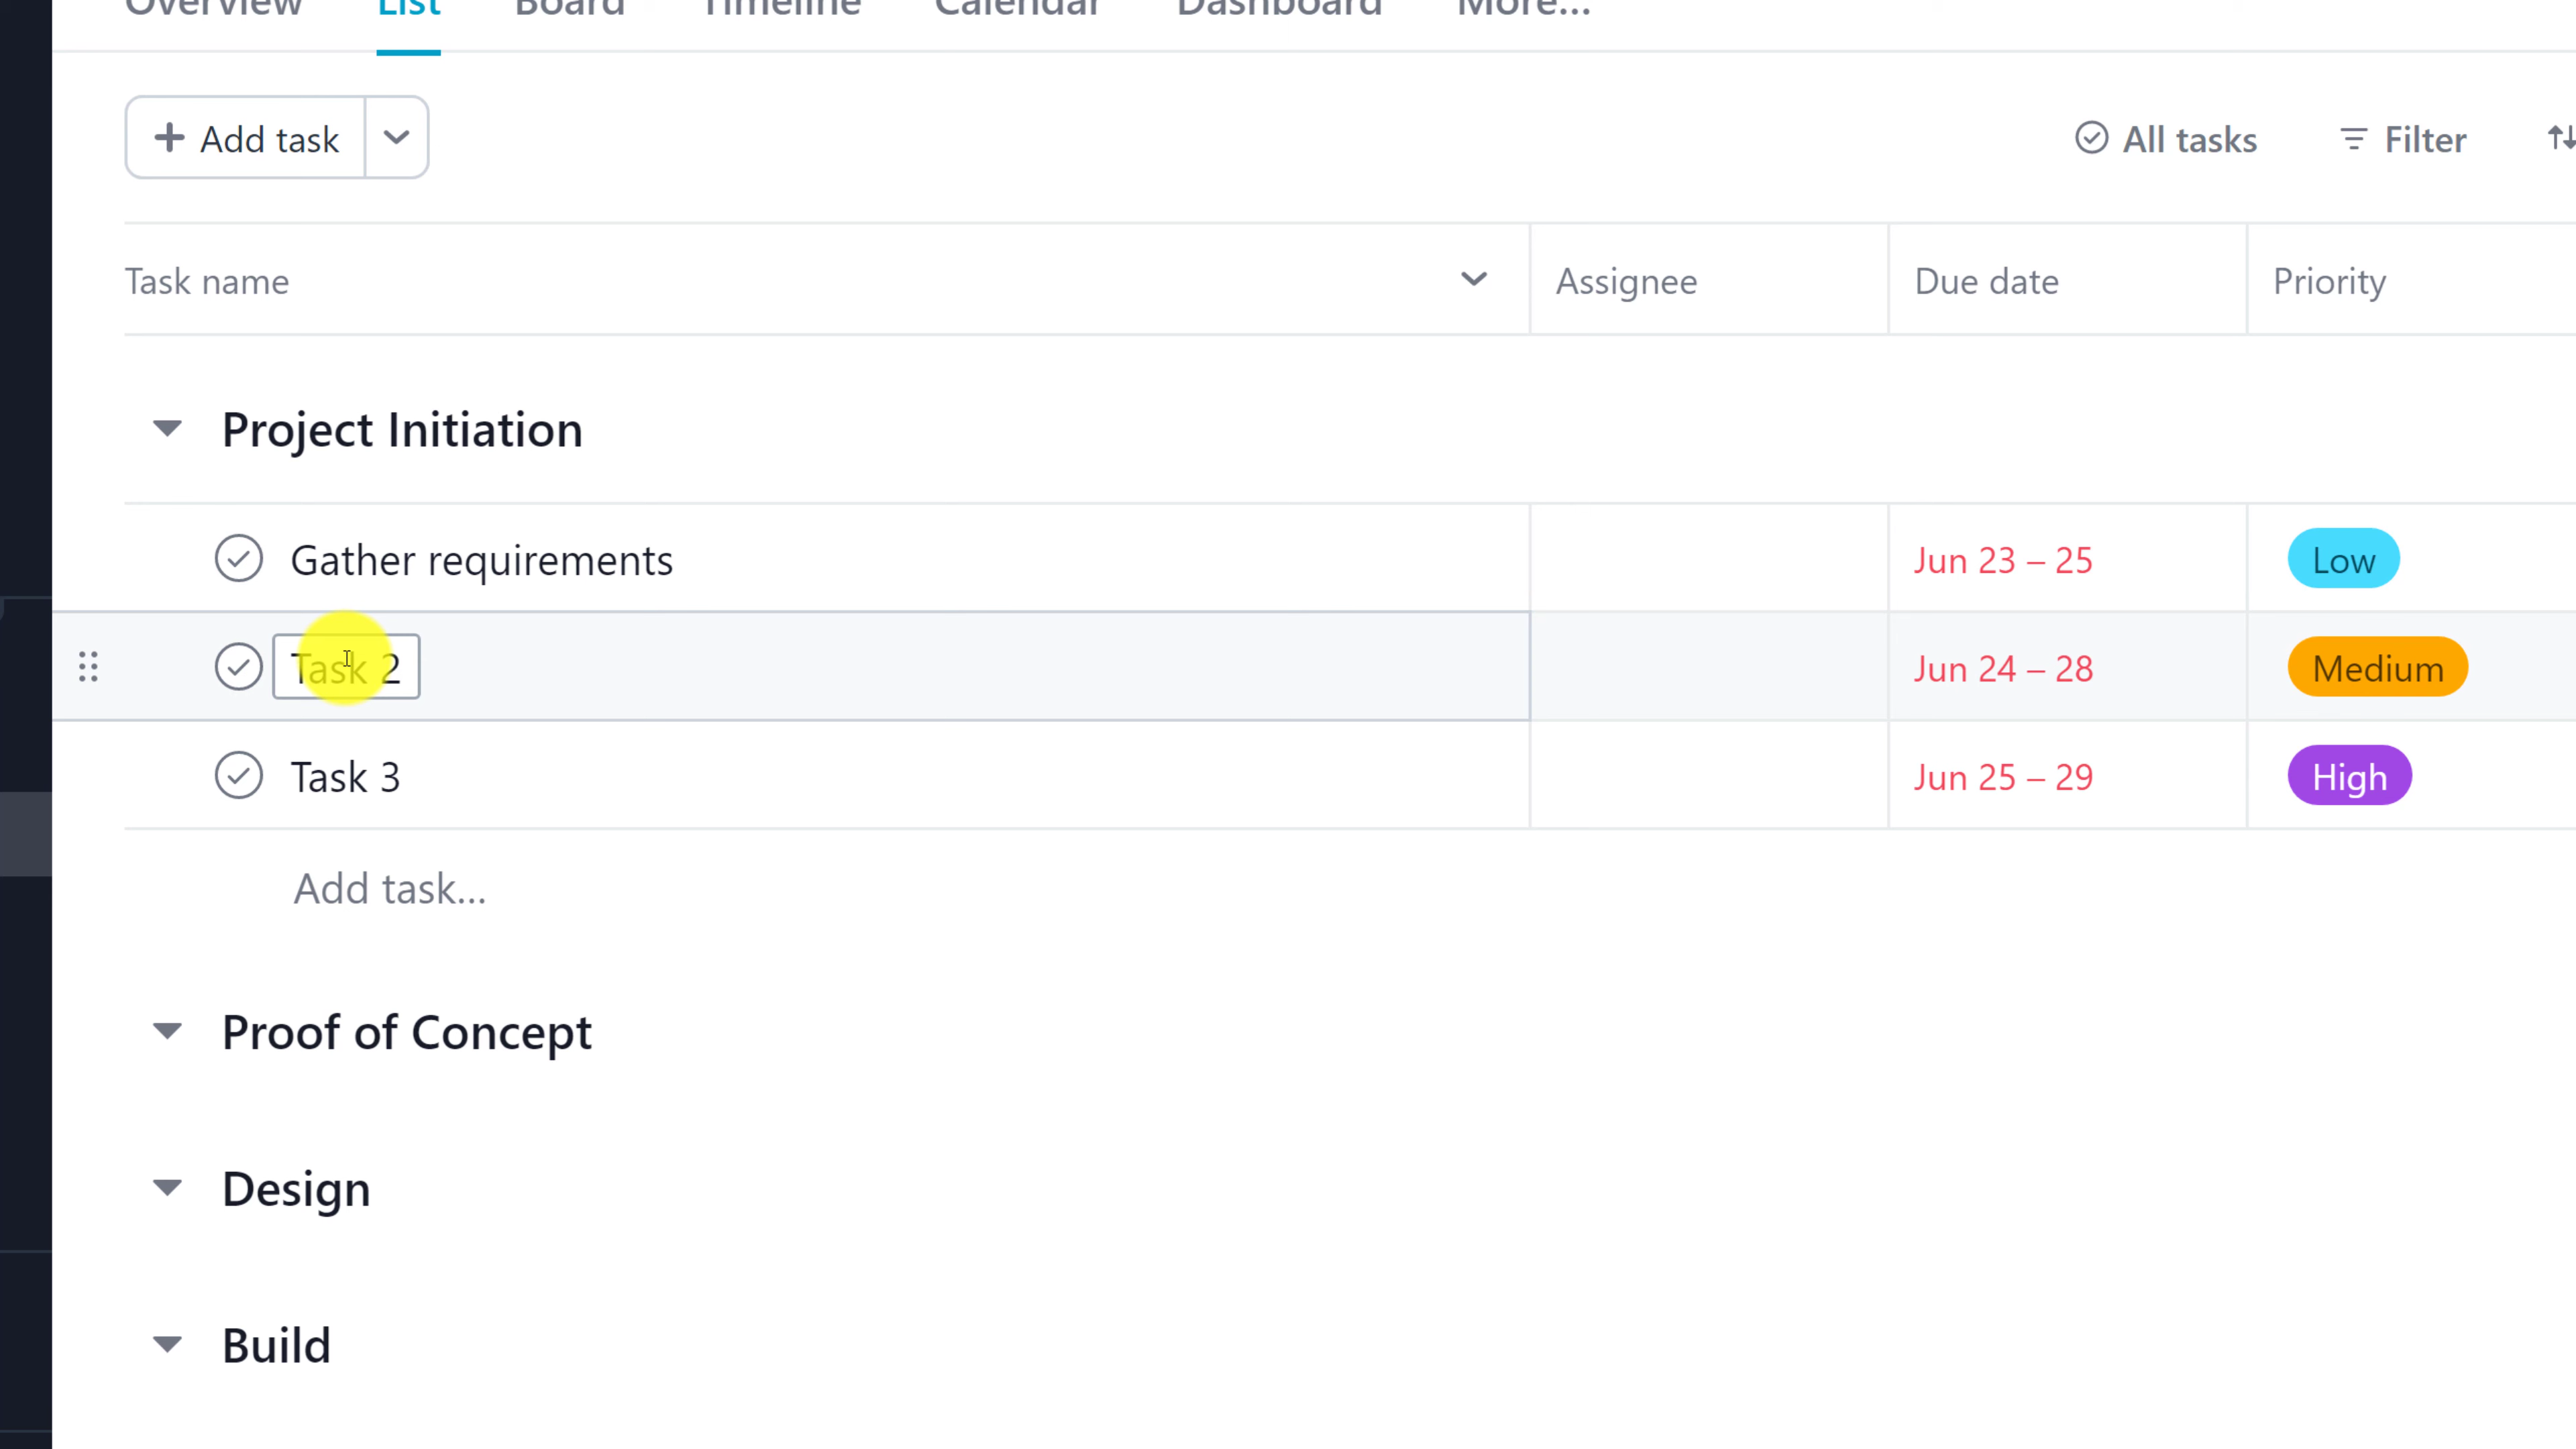 Overview List Board Timeline Calendar Dashboard More...
Add task All tasks Filter
Task name Assignee Due date Priority
Project Initiation
Gather requirements Jun 23 – 25 Low
Task 2 Jun 24 – 28 Medium
Task 3 Jun 25 – 29 High
Add task...
Proof of Concept
Design
Build